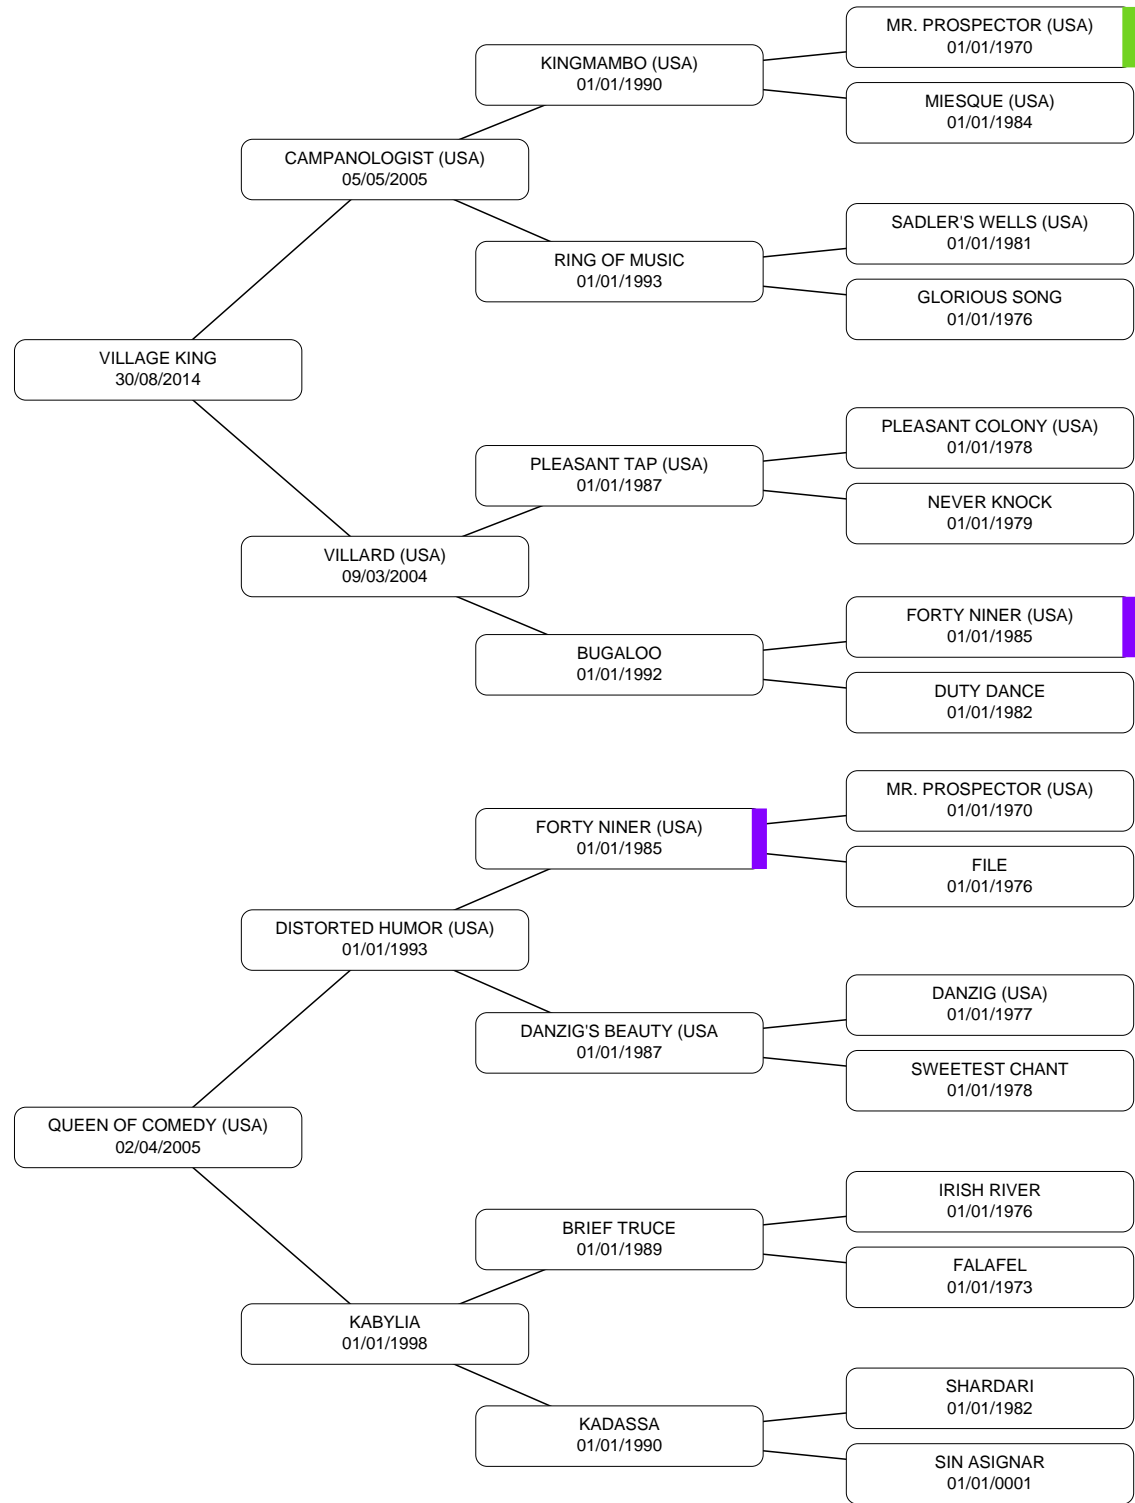 MR. PROSPECTOR (USA)
01/01/1970
KINGMAMBO (USA)
01/01/1990
MIESQUE (USA)
01/01/1984
CAMPANOLOGIST (USA)
05/05/2005
SADLER'S WELLS (USA)
01/01/1981
RING OF MUSIC
01/01/1993
GLORIOUS SONG
01/01/1976
VILLAGE KING
30/08/2014
PLEASANT COLONY (USA)
01/01/1978
PLEASANT TAP (USA)
01/01/1987
NEVER KNOCK
01/01/1979
VILLARD (USA)
09/03/2004
FORTY NINER (USA)
01/01/1985
BUGALOO
01/01/1992
DUTY DANCE
01/01/1982
MR. PROSPECTOR (USA)
01/01/1970
FORTY NINER (USA)
01/01/1985
FILE
01/01/1976
DISTORTED HUMOR (USA)
01/01/1993
DANZIG (USA)
01/01/1977
DANZIG'S BEAUTY (USA
01/01/1987
SWEETEST CHANT
01/01/1978
QUEEN OF COMEDY (USA)
02/04/2005
IRISH RIVER
01/01/1976
BRIEF TRUCE
01/01/1989
FALAFEL
01/01/1973
KABYLIA
01/01/1998
SHARDARI
01/01/1982
KADASSA
01/01/1990
SIN ASIGNAR
01/01/0001